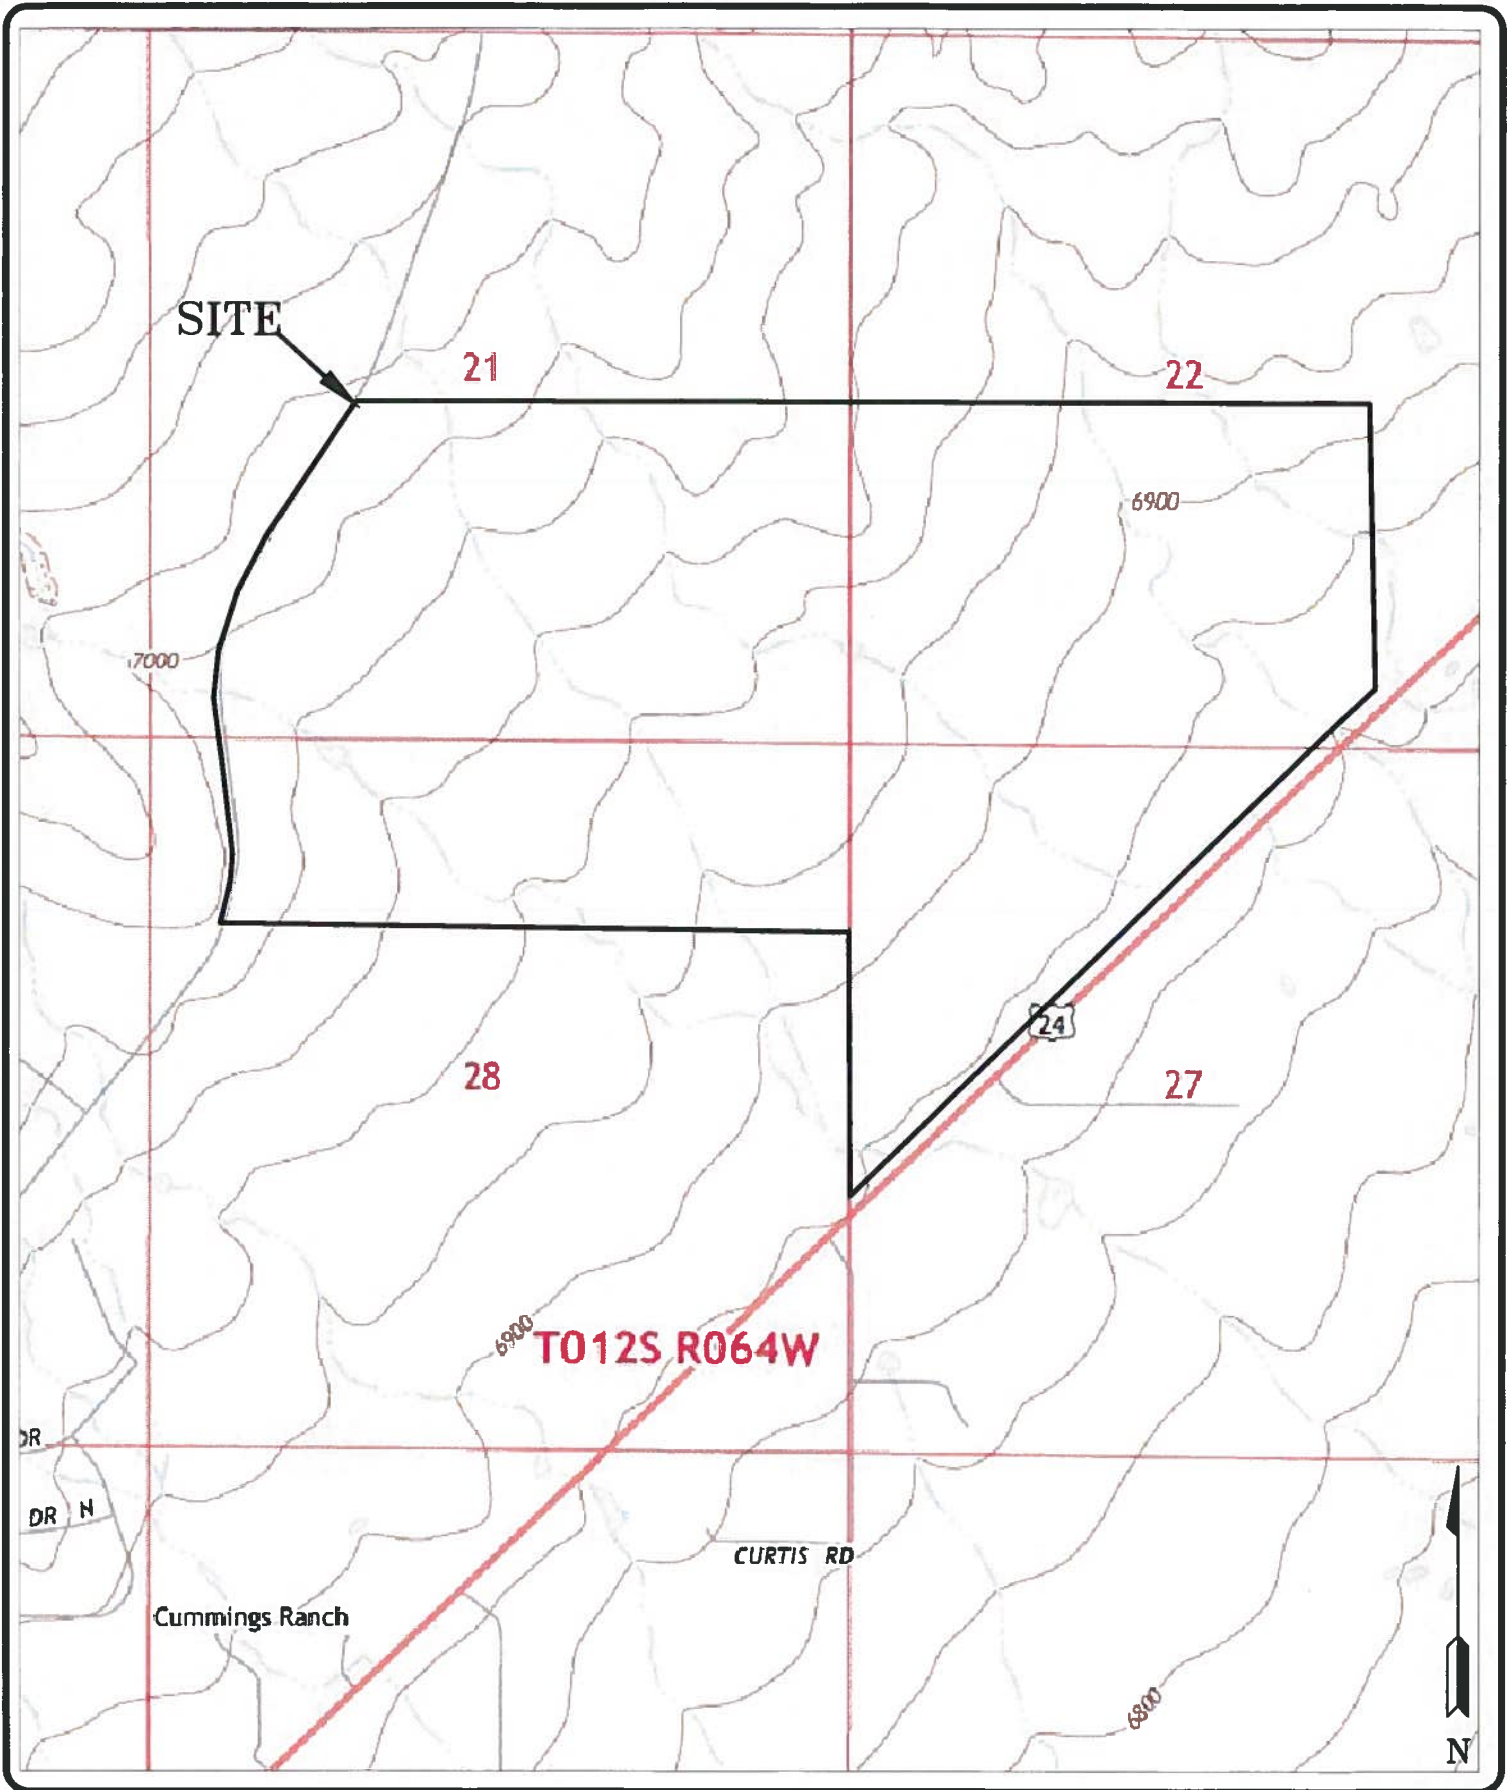 SITE
21
22
6900
7000
24
28
27
6900
T012S R064W
DR
DR N
CURTIS RD
Cummings Ranch
6800
N